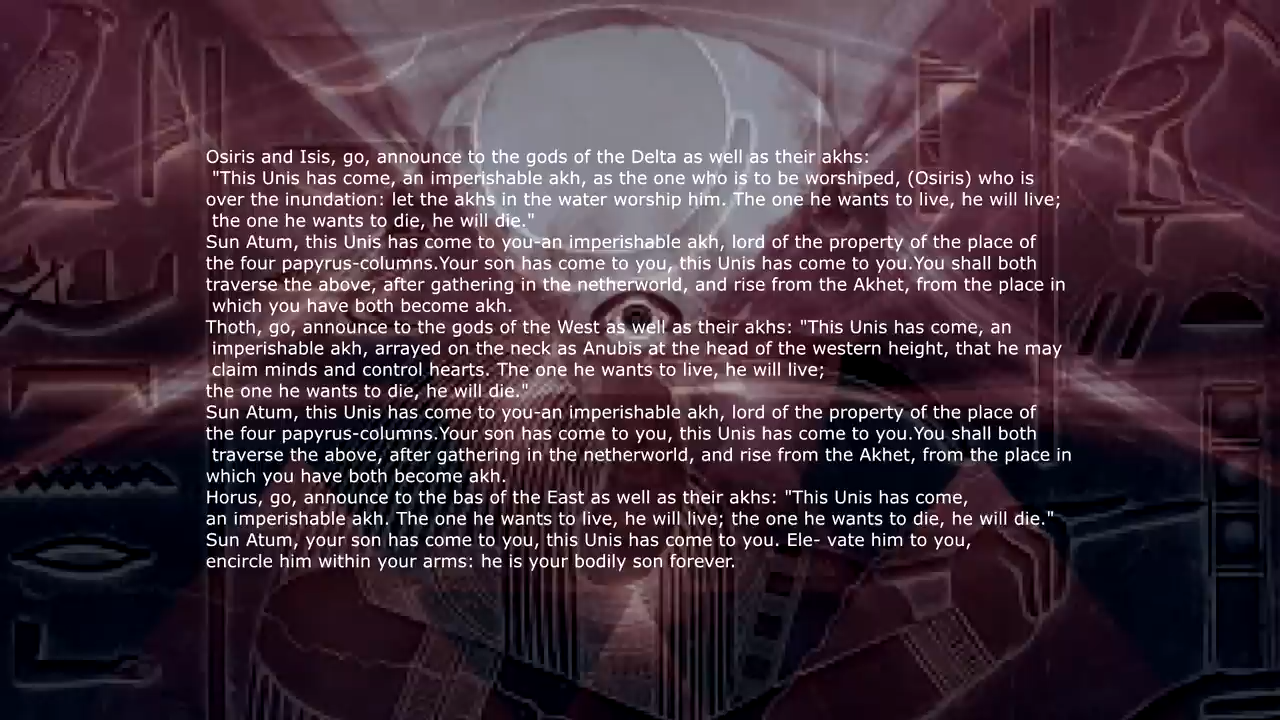 Osiris and Isis, go, announce to the gods of the Delta as well as their akhs:
"This Unis has come, an imperishable akh, as the one who is to be worshiped, (Osiris) who is
over the inundation: let the akhs in the water worship him. The one he wants to live, he will live;
the one he wants to die, he will die."
Sun Atum, this Unis has come to you-an imperishable akh, lord of the property of the place of
the four papyrus-columns.Your son has come to you, this Unis has come to you.You shall both
traverse the above, after gathering in the netherworld, and rise from the Akhet, from the place in
which you have both become akh.
Thoth, go, announce to the gods of the West as well as their akhs: "This Unis has come, an
imperishable akh, arrayed on the neck as Anubis at the head of the western height, that he may
claim minds and control hearts. The one he wants to live, he will live;
the one he wants to die, he will die."
Sun Atum, this Unis has come to you-an imperishable akh, lord of the property of the place of
the four papyrus-columns.Your son has come to you, this Unis has come to you.You shall both
traverse the above, after gathering in the netherworld, and rise from the Akhet, from the place in
which you have both become akh.
Horus, go, announce to the bas of the East as well as their akhs: "This Unis has come,
an imperishable akh. The one he wants to live, he will live; the one he wants to die, he will die."
Sun Atum, your son has come to you, this Unis has come to you. Ele- vate him to you,
encircle him within your arms: he is your bodily son forever.